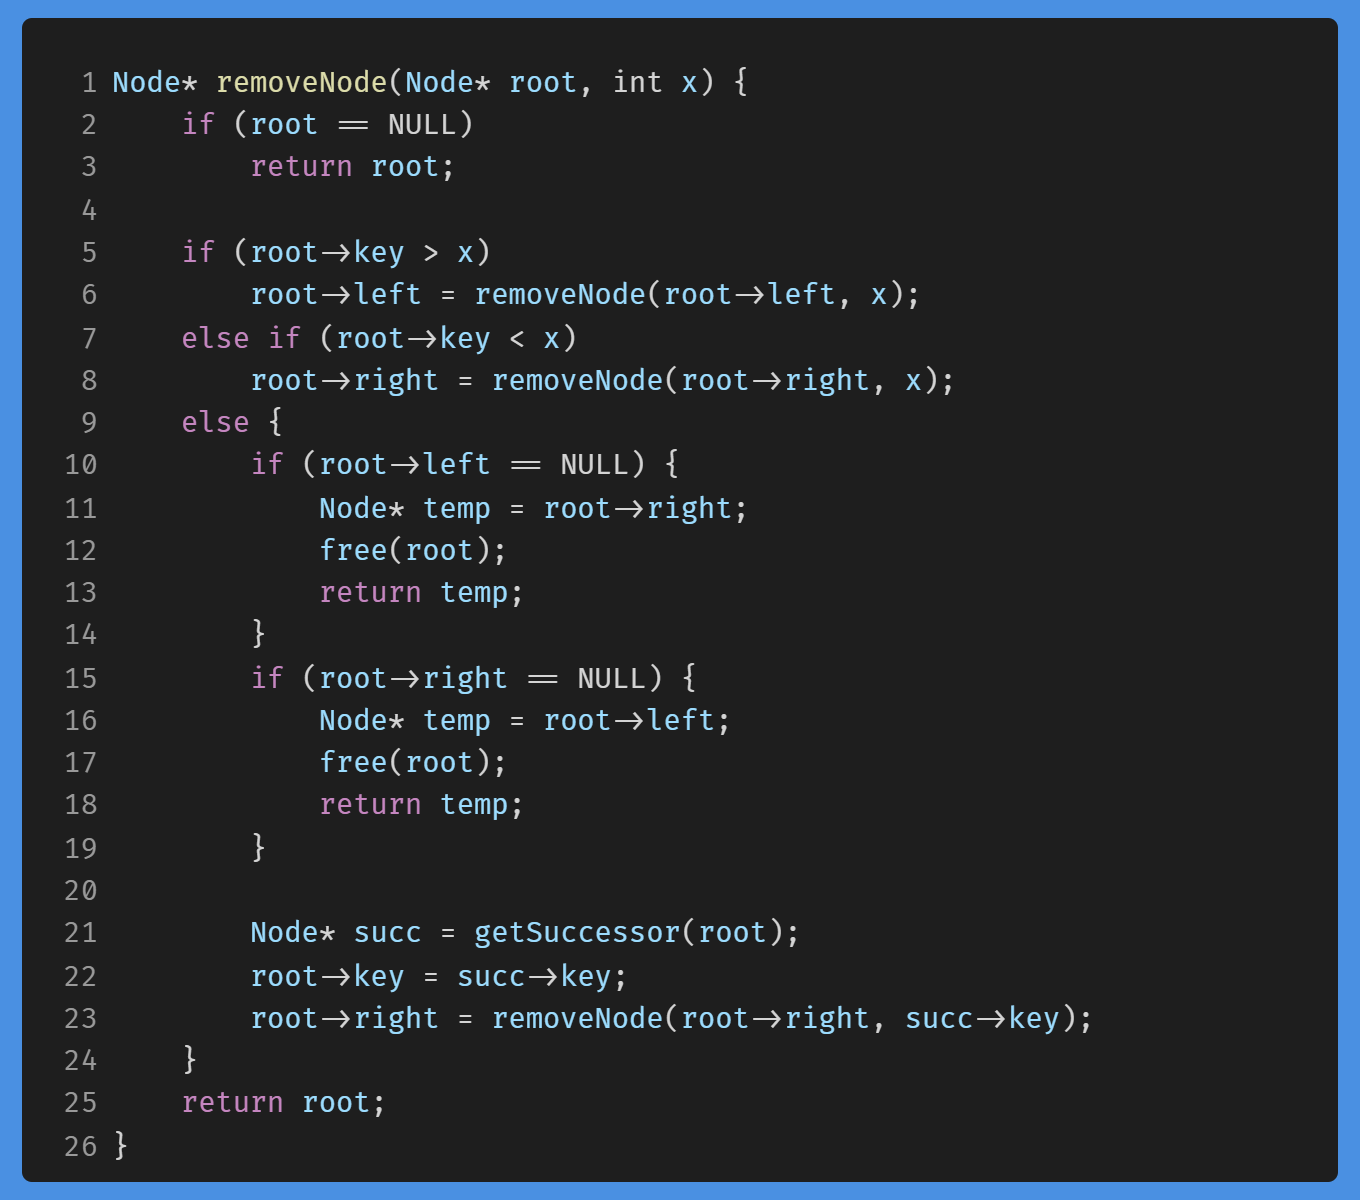 1 Node* removeNode(Node* root, int x) {
2     if (root == NULL)
3         return root;
4
5     if (root->key > x)
6         root->left = removeNode(root->left, x);
7     else if (root->key < x)
8         root->right = removeNode(root->right, x);
9     else {
10         if (root->left == NULL) {
11             Node* temp = root->right;
12             free(root);
13             return temp;
14         }
15         if (root->right == NULL) {
16             Node* temp = root->left;
17             free(root);
18             return temp;
19         }
20
21         Node* succ = getSuccessor(root);
22         root->key = succ->key;
23         root->right = removeNode(root->right, succ->key);
24     }
25     return root;
26 }